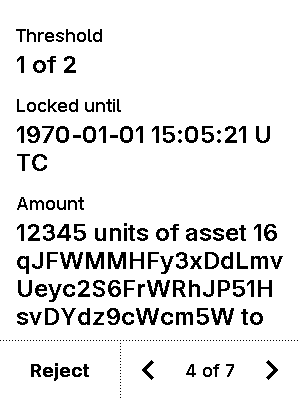 Threshold
1 of 2
Locked until
1970-01-01 15:05:21 U
TC
Amount
12345 units of asset 16
qJFWMMHFy3xDdLmv
Ueyc2S6FrWRhJP51H
svDYdz9cWcm5W to
Reject
4 of 7